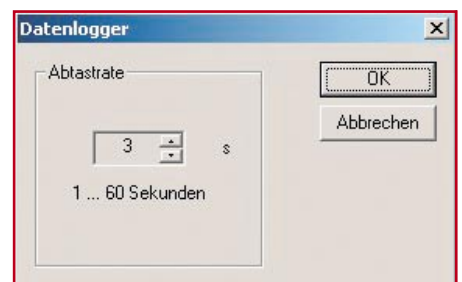 Datenlogger
Abtastrate
OK
Abbrechen
3 s
1 ... 60 Sekunden